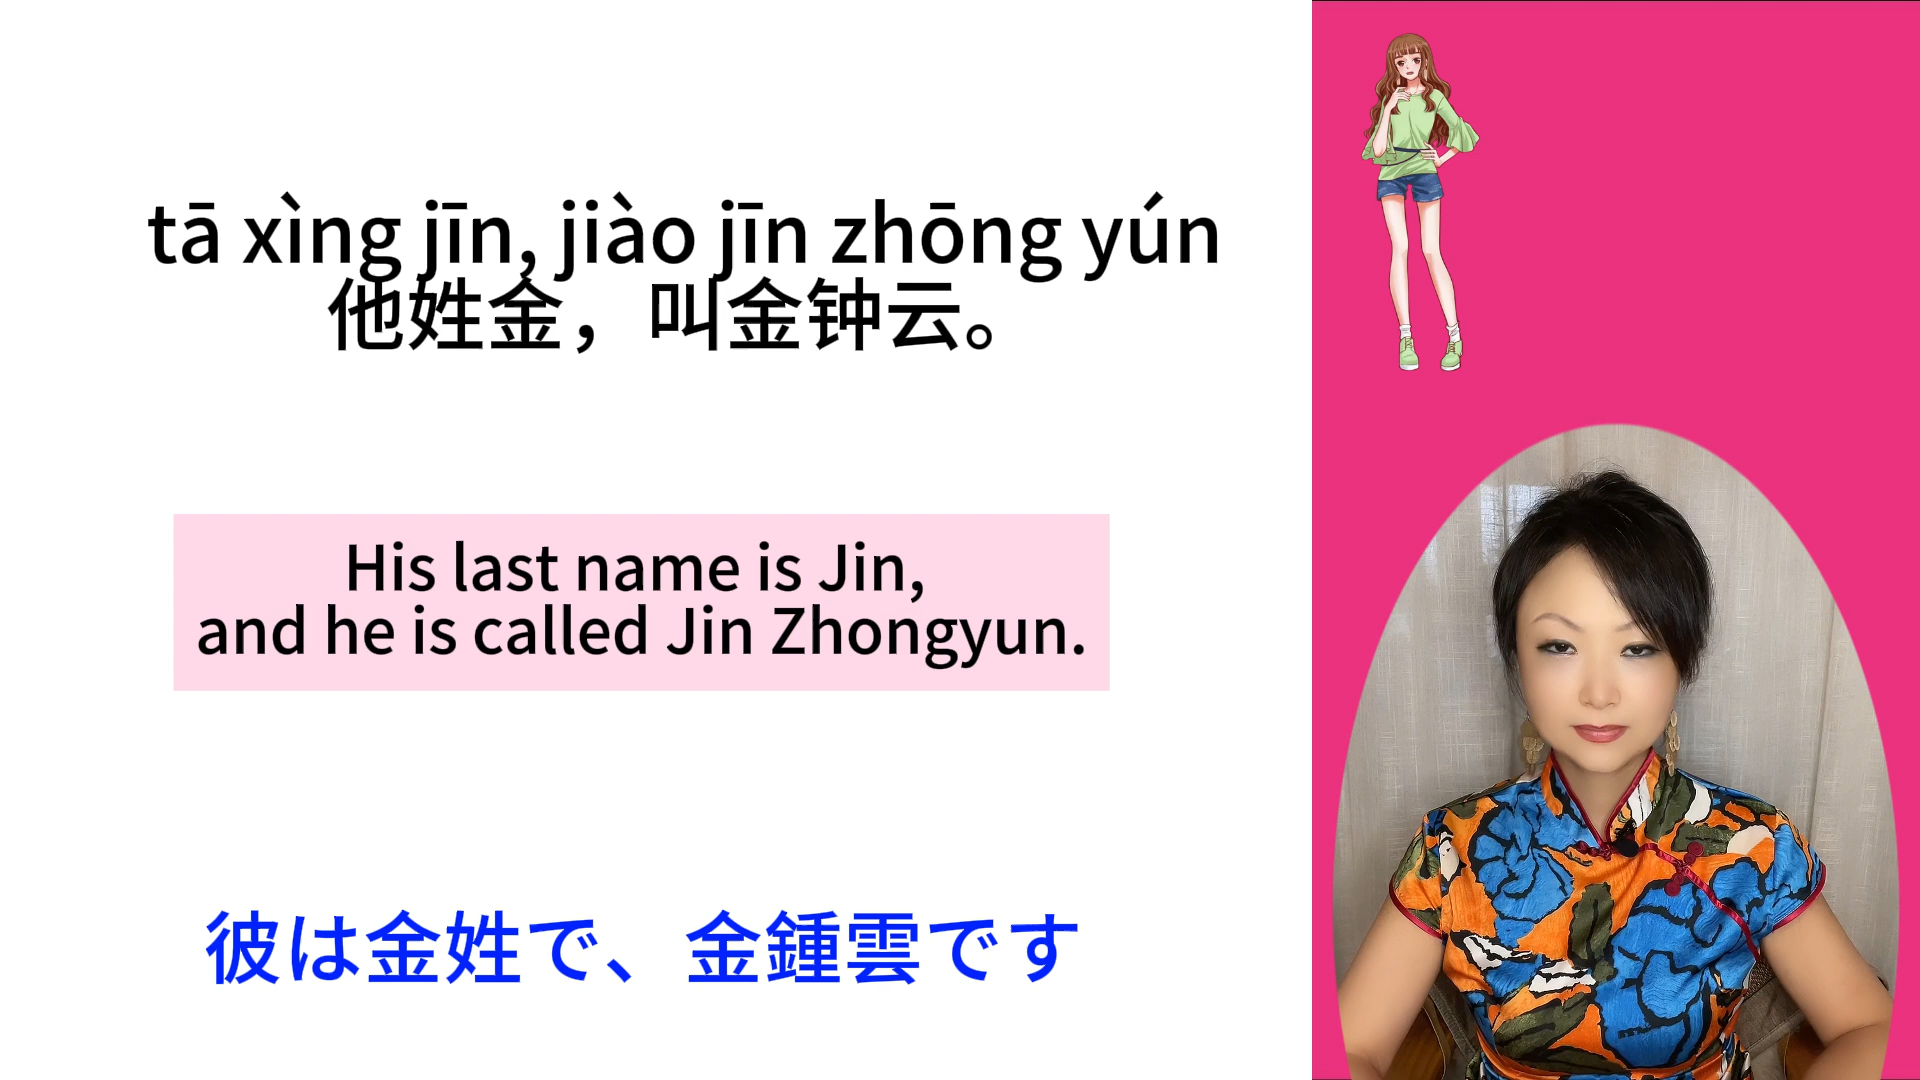 tā xìng jīn, jiào jīn zhōng yún
他姓金，叫金钟云。
His last name is Jin,
and he is called Jin Zhongyun.
彼は金姓で、金鍾雲です